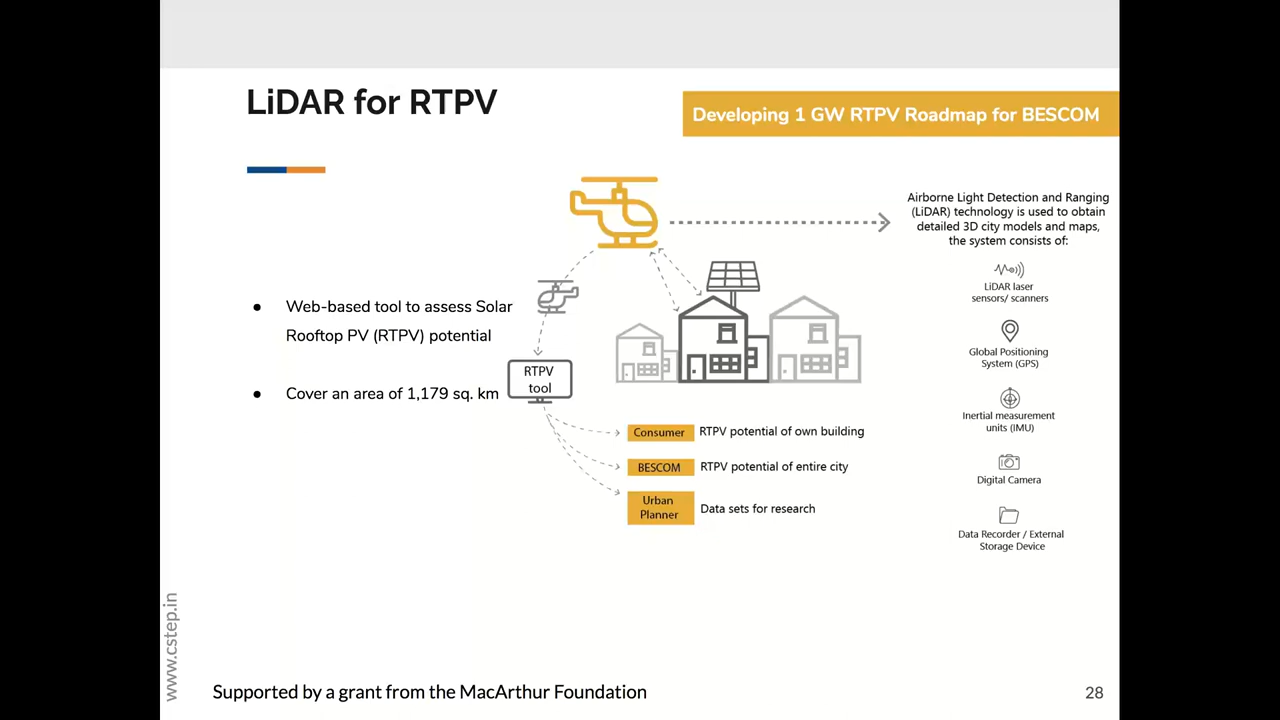 LiDAR for RTPV
Developing 1 GW RTPV Roadmap for BESCOM
Airborne Light Detection and Ranging
(LiDAR) technology is used to obtain
detailed 3D city models and maps,
the system consists of:
LiDAR laser
sensors/ scanners
Global Positioning
System (GPS)
Inertial measurement
units (IMU)
Digital Camera
Data Recorder / External
Storage Device
● Web-based tool to assess Solar
Rooftop PV (RTPV) potential
● Cover an area of 1,179 sq. km
RTPV
tool
Consumer RTPV potential of own building
BESCOM RTPV potential of entire city
Urban
Planner
Data sets for research
www.cstep.in
Supported by a grant from the MacArthur Foundation
28